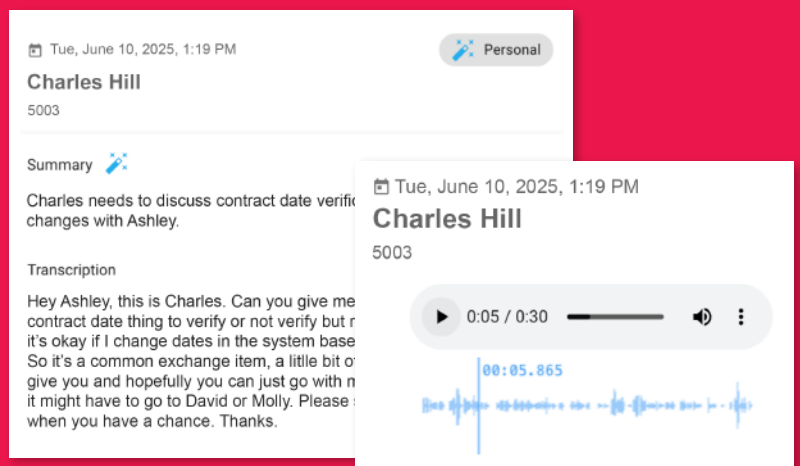 Tue, June 10, 2025, 1:19 PM
Personal
Charles Hill
5003
Summary
Charles needs to discuss contract date
changes with Ashley.
Transcription
Hey Ashley, this is Charles. Can you give me
contract date thing to verify or not verify but
it's okay if I change dates in the system base
So it's a common exchange item, a litlle bit
give you and hopefully you can just go with
it might have to go to David or Molly. Please
when you have a chance. Thanks.
Tue, June 10, 2025, 1:19 PM
Charles Hill
5003
0:05 / 0:30
00:05.865